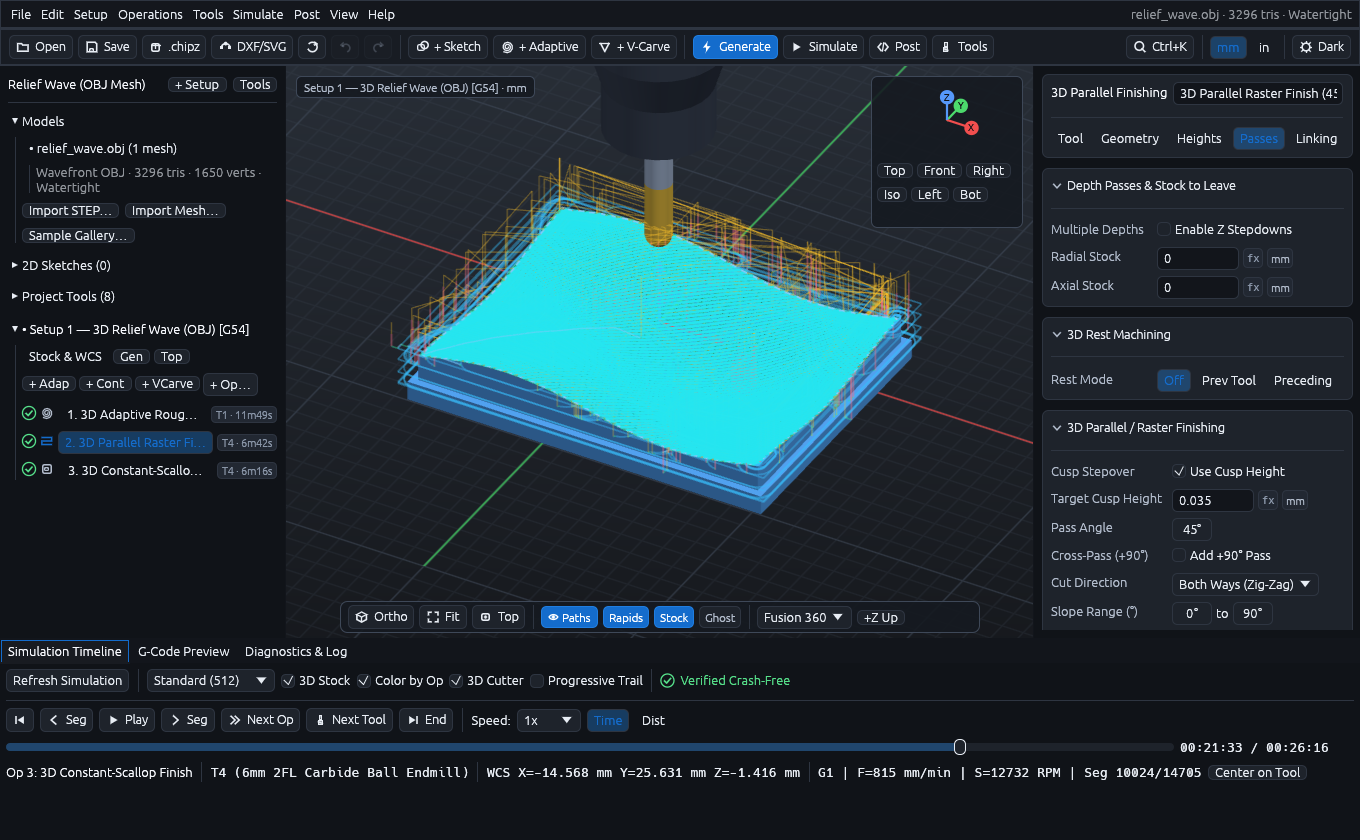 File Edit Setup Operations Tools Simulate Post View Help
relief_wave.obj · 3296 tris · Watertight
Open Save .chipz DXF/SVG + Sketch + Adaptive + V-Carve Generate Simulate Post Tools Ctrl+K mm in Dark
Relief Wave (OBJ Mesh) + Setup Tools
Models
• relief_wave.obj (1 mesh)
Wavefront OBJ · 3296 tris · 1650 verts ·
Watertight
Import STEP… Import Mesh…
Sample Gallery…
2D Sketches (0)
Project Tools (8)
• Setup 1 — 3D Relief Wave (OBJ) [G54]
Stock & WCS Gen Top
+ Adap + Cont + VCarve + Op…
1. 3D Adaptive Roug… T1 · 11m49s
2. 3D Parallel Raster Fi… T4 · 6m42s
3. 3D Constant-Scallo… T4 · 6m16s
Setup 1 — 3D Relief Wave (OBJ) [G54] · mm
Z
Y
X
Top Front Right
Iso Left Bot
Ortho Fit Top Paths Rapids Stock Ghost Fusion 360 +Z Up
3D Parallel Finishing 3D Parallel Raster Finish (45
Tool Geometry Heights Passes Linking
Depth Passes & Stock to Leave
Multiple Depths Enable Z Stepdowns
Radial Stock 0 fx mm
Axial Stock 0 fx mm
3D Rest Machining
Rest Mode Off Prev Tool Preceding
3D Parallel / Raster Finishing
Cusp Stepover Use Cusp Height
Target Cusp Height 0.035 fx mm
Pass Angle 45°
Cross-Pass (+90°) Add +90° Pass
Cut Direction Both Ways (Zig-Zag)
Slope Range (°) 0° to 90°
Simulation Timeline G-Code Preview Diagnostics & Log
Refresh Simulation Standard (512) 3D Stock Color by Op 3D Cutter Progressive Trail Verified Crash-Free
Seg Play Seg Next Op Next Tool End Speed: 1x Time Dist
00:21:33 / 00:26:16
Op 3: 3D Constant-Scallop Finish T4 (6mm 2FL Carbide Ball Endmill) WCS X=-14.568 mm Y=25.631 mm Z=-1.416 mm G1 | F=815 mm/min | S=12732 RPM | Seg 10024/14705 Center on Tool